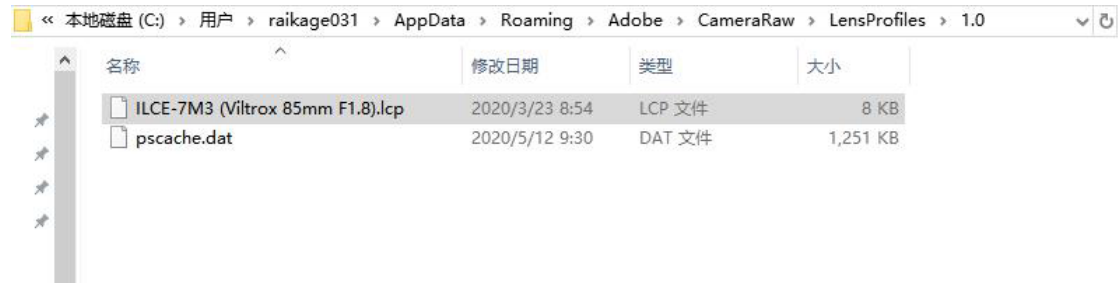 « 本地磁盘 (C:) › 用户 › raikage031 › AppData › Roaming › Adobe › CameraRaw › LensProfiles › 1.0
名称 修改日期 类型 大小
ILCE-7M3 (Viltrox 85mm F1.8).lcp 2020/3/23 8:54 LCP 文件 8 KB
pscache.dat 2020/5/12 9:30 DAT 文件 1,251 KB